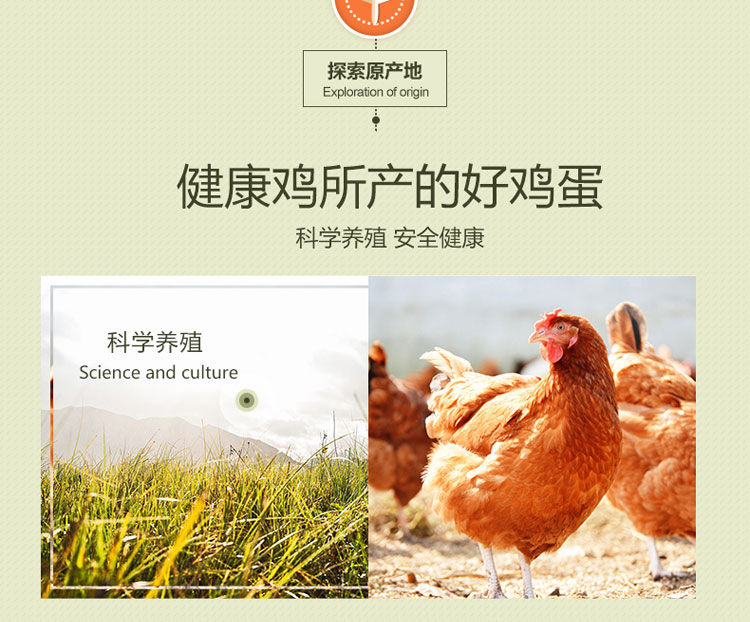 探索原产地
Exploration of origin
健康鸡所产的好鸡蛋
科学养殖 安全健康
科学养殖
Science and culture